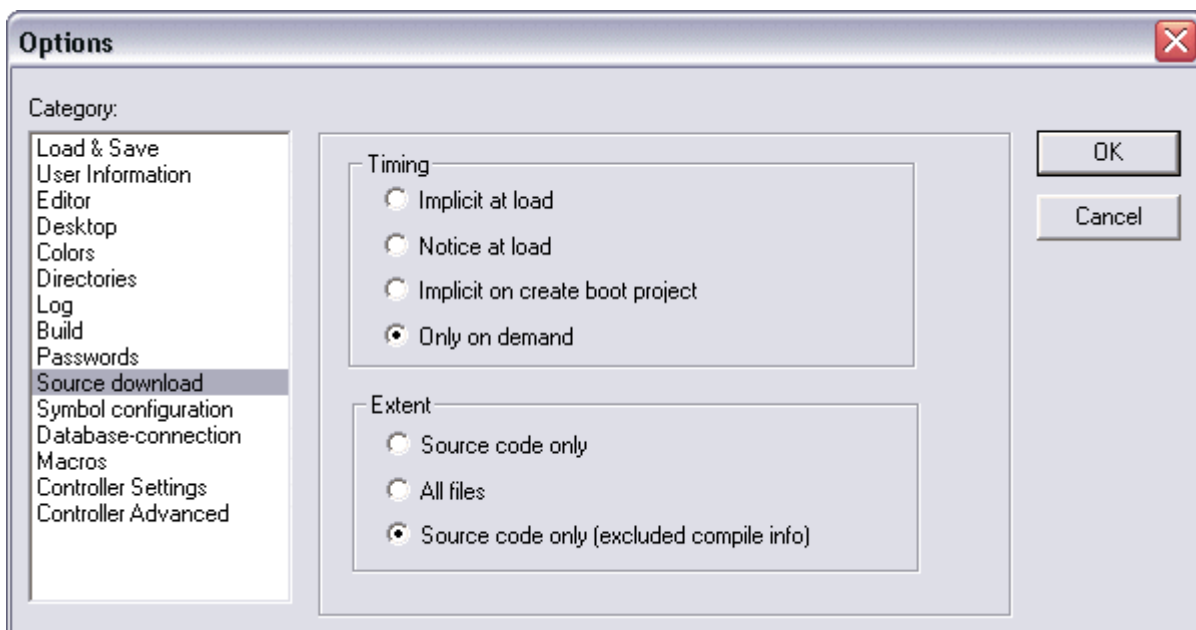 Options
Category:
Load & Save
User Information
Editor
Desktop
Colors
Directories
Log
Build
Passwords
Source download
Symbol configuration
Database-connection
Macros
Controller Settings
Controller Advanced
Timing
Implicit at load
Notice at load
Implicit on create boot project
Only on demand
Extent
Source code only
All files
Source code only (excluded compile info)
OK
Cancel